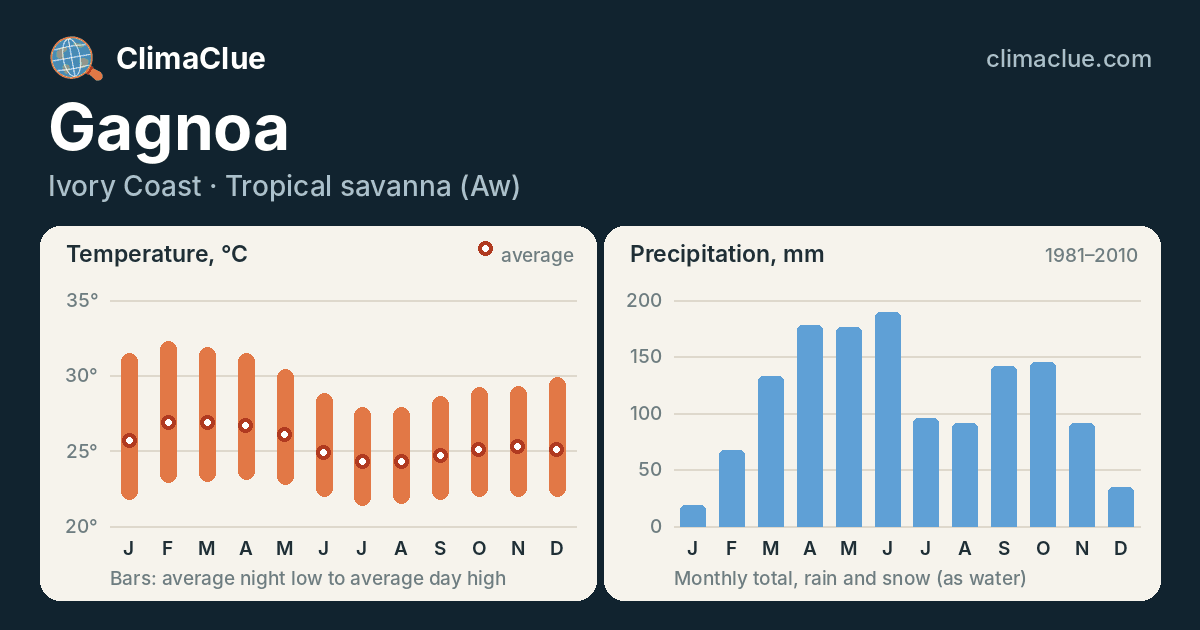 ClimaClue
climaclue.com
Gagnoa
Ivory Coast · Tropical savanna (Aw)
Temperature, °C
average
35°
30°
25°
20°
J F M A M J J A S O N D
Bars: average night low to average day high
Precipitation, mm
1981–2010
200
150
100
50
0
J F M A M J J A S O N D
Monthly total, rain and snow (as water)